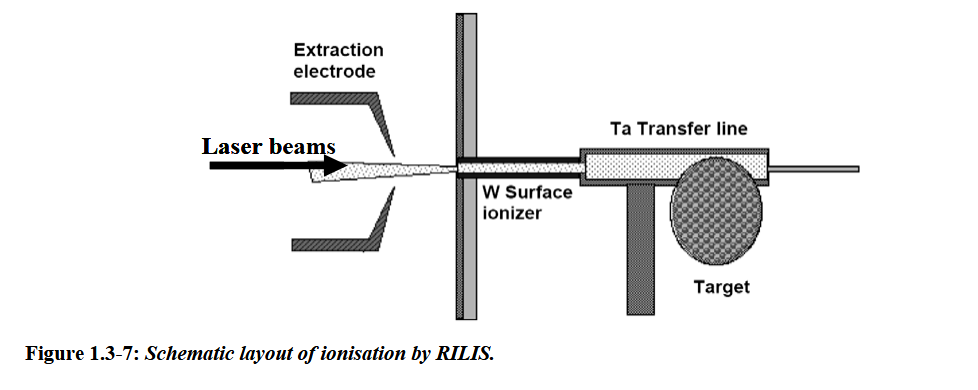 Extraction
electrode
Ta Transfer line
Laser beams
W Surface
ionizer
Target
Figure 1.3-7: Schematic layout of ionisation by RILIS.